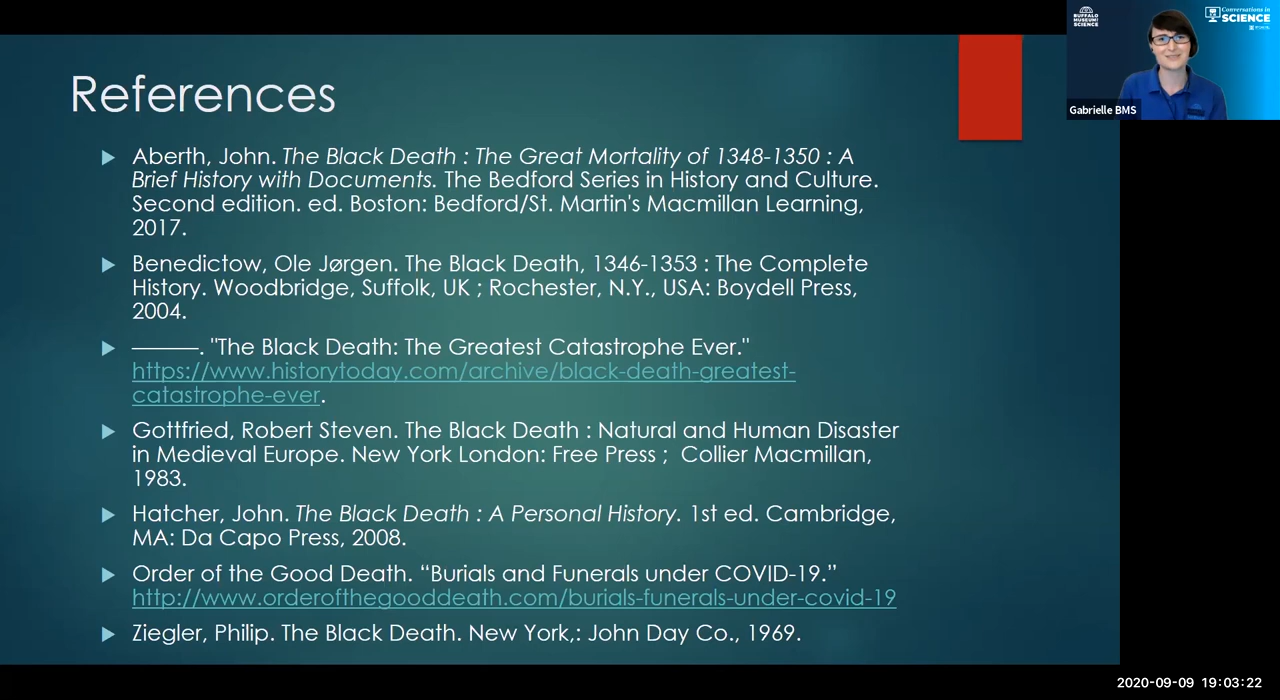 References
Aberth, John. The Black Death : The Great Mortality of 1348-1350 : A
Brief History with Documents. The Bedford Series in History and Culture.
Second edition. ed. Boston: Bedford/St. Martin's Macmillan Learning,
2017.
Benedictow, Ole Jørgen. The Black Death, 1346-1353 : The Complete
History. Woodbridge, Suffolk, UK ; Rochester, N.Y., USA: Boydell Press,
2004.
———. "The Black Death: The Greatest Catastrophe Ever."
https://www.historytoday.com/archive/black-death-greatest-
catastrophe-ever.
Gottfried, Robert Steven. The Black Death : Natural and Human Disaster
in Medieval Europe. New York London: Free Press ;  Collier Macmillan,
1983.
Hatcher, John. The Black Death : A Personal History. 1st ed. Cambridge,
MA: Da Capo Press, 2008.
Order of the Good Death. “Burials and Funerals under COVID-19.”
http://www.orderofthegooddeath.com/burials-funerals-under-covid-19
Ziegler, Philip. The Black Death. New York,: John Day Co., 1969.
BUFFALO
MUSEUM OF
SCIENCE
Conversations in
SCIENCE
Gabrielle BMS
2020-09-09 19:03:22